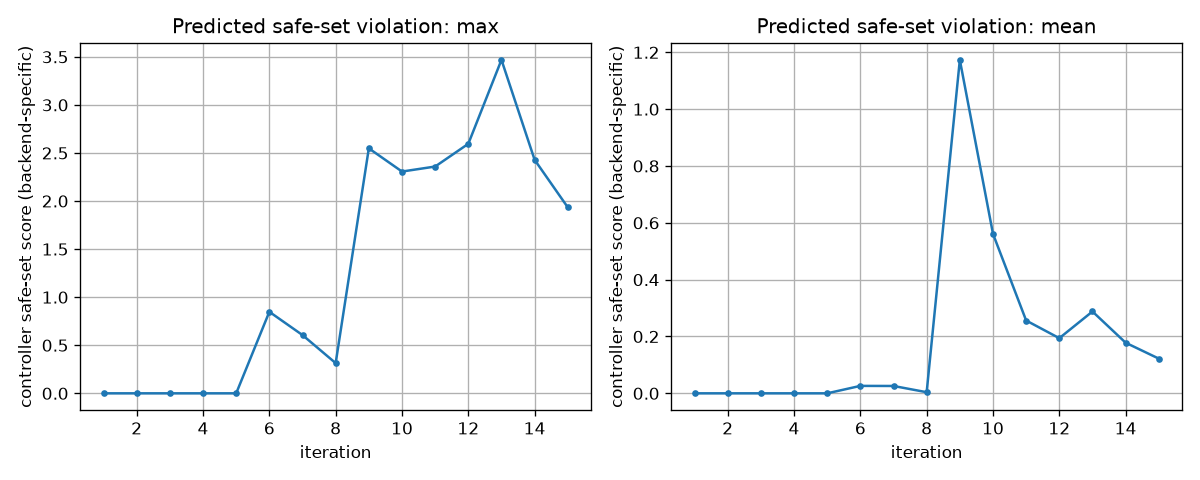 Predicted safe-set violation: max
controller safe-set score (backend-specific)
3.5
3.0
2.5
2.0
1.5
1.0
0.5
0.0
2 4 6 8 10 12 14
iteration
Predicted safe-set violation: mean
controller safe-set score (backend-specific)
1.2
1.0
0.8
0.6
0.4
0.2
0.0
2 4 6 8 10 12 14
iteration